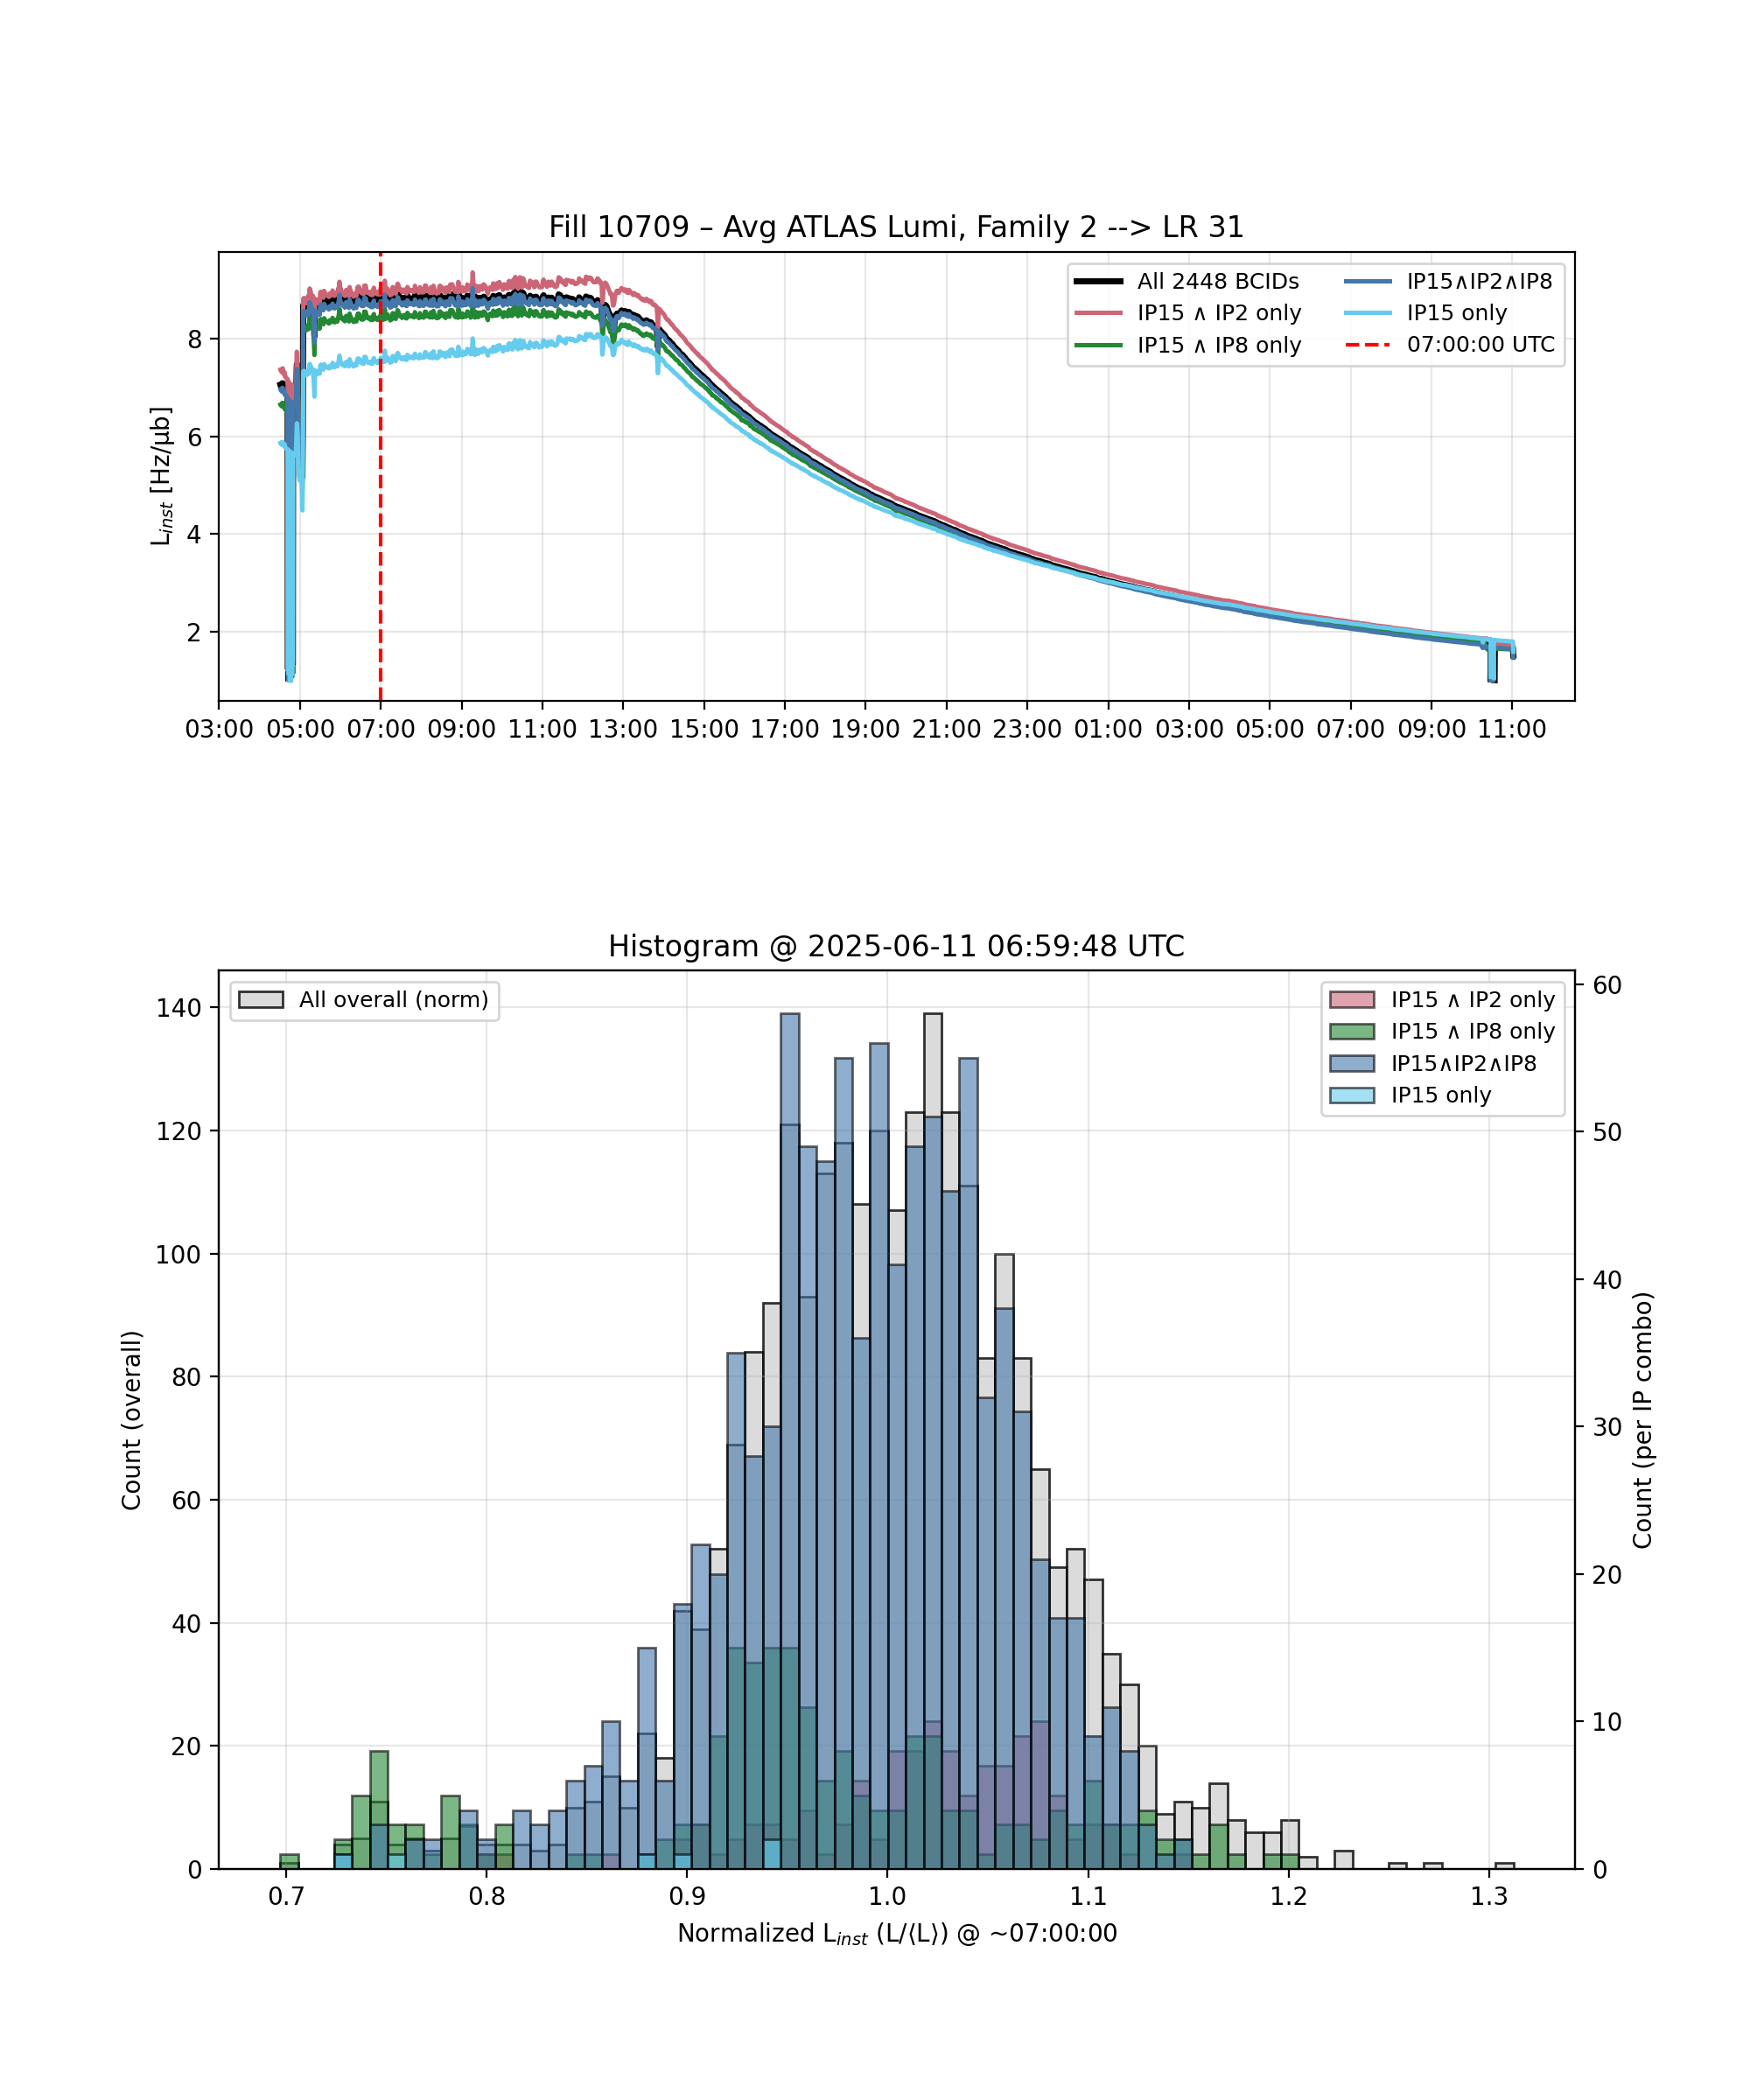 Fill 10709 – Avg ATLAS Lumi, Family 2 --> LR 31
All 2448 BCIDs
IP15 ∧ IP2 only
IP15 ∧ IP8 only
IP15∧IP2∧IP8
IP15 only
07:00:00 UTC
L_inst [Hz/μb]
8
6
4
2
03:00 05:00 07:00 09:00 11:00 13:00 15:00 17:00 19:00 21:00 23:00 01:00 03:00 05:00 07:00 09:00 11:00
Histogram @ 2025-06-11 06:59:48 UTC
All overall (norm)
IP15 ∧ IP2 only
IP15 ∧ IP8 only
IP15∧IP2∧IP8
IP15 only
Count (overall)
140
120
100
80
60
40
20
0
Count (per IP combo)
60
50
40
30
20
10
0
0.7 0.8 0.9 1.0 1.1 1.2 1.3
Normalized L_inst (L/⟨L⟩) @ ~07:00:00